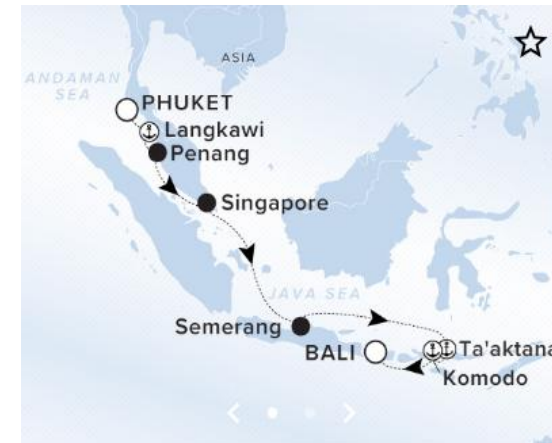 ASIA
ANDAMAN
SEA
PHUKET
Langkawi
Penang
Singapore
JAVA SEA
Semerang
BALI
Ta'aktana
Komodo